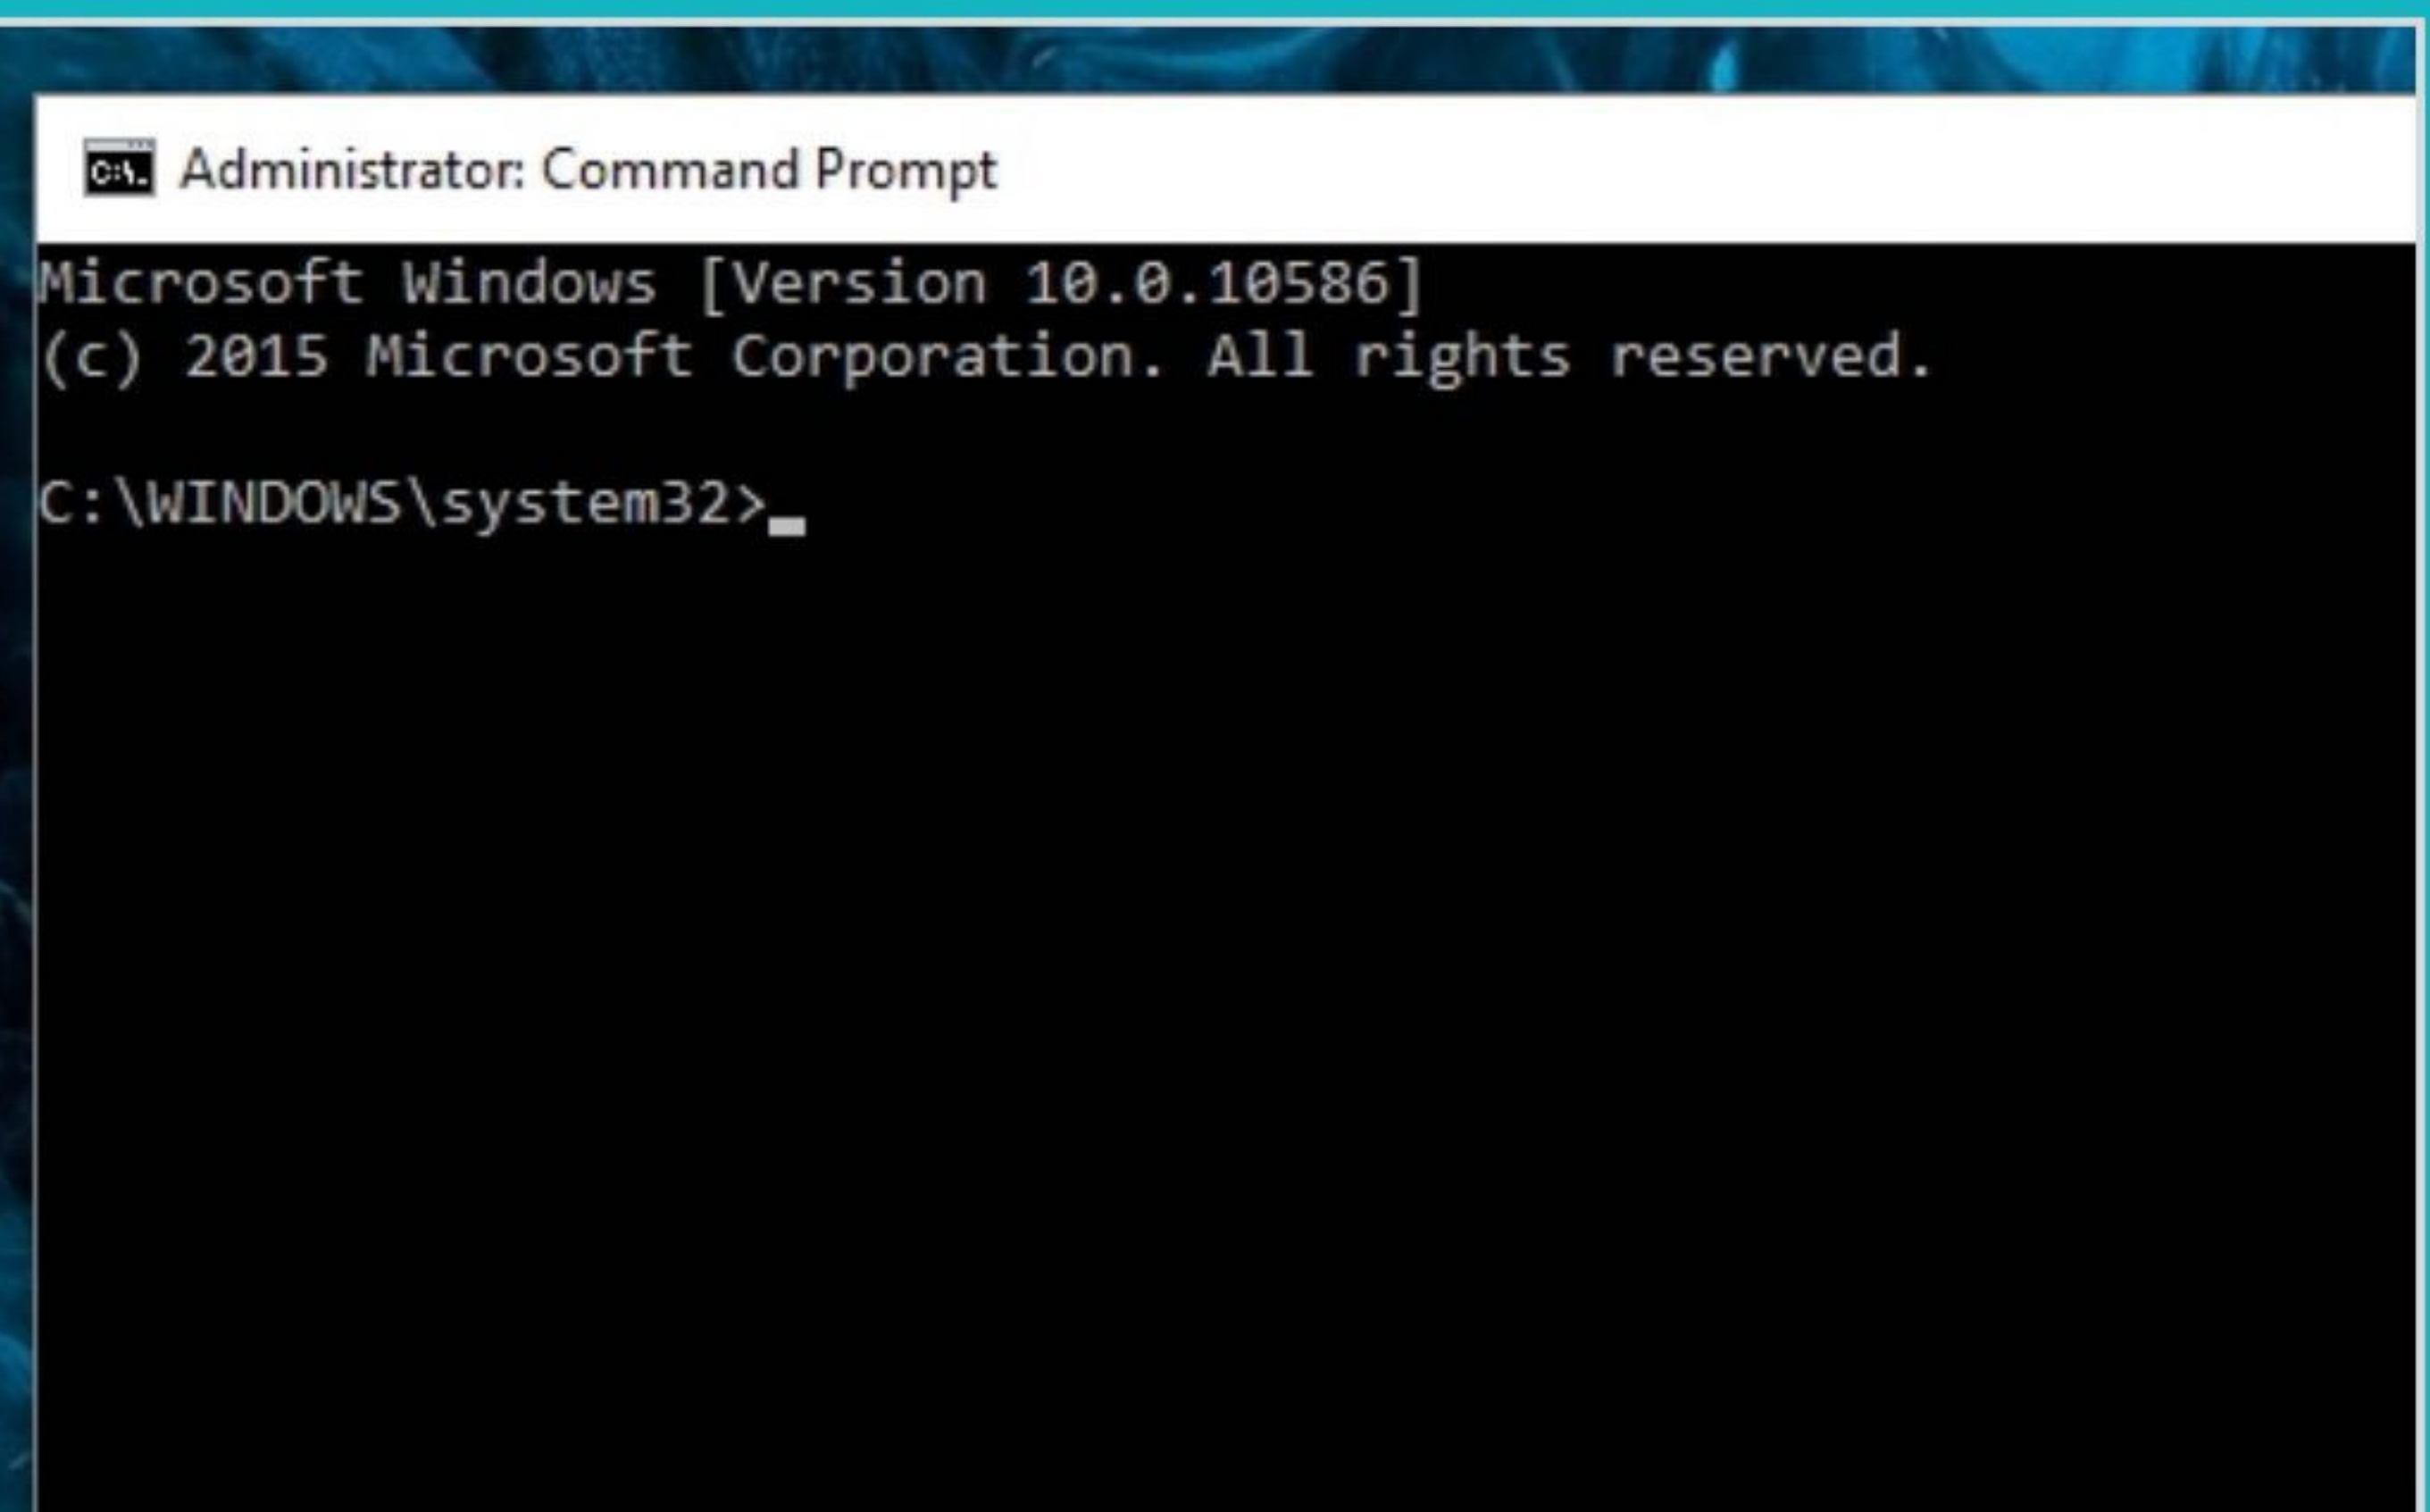 C:\.
Administrator: Command Prompt
Microsoft Windows [Version 10.0.10586]
(c) 2015 Microsoft Corporation. All rights reserved.
C:\WINDOWS\system32>